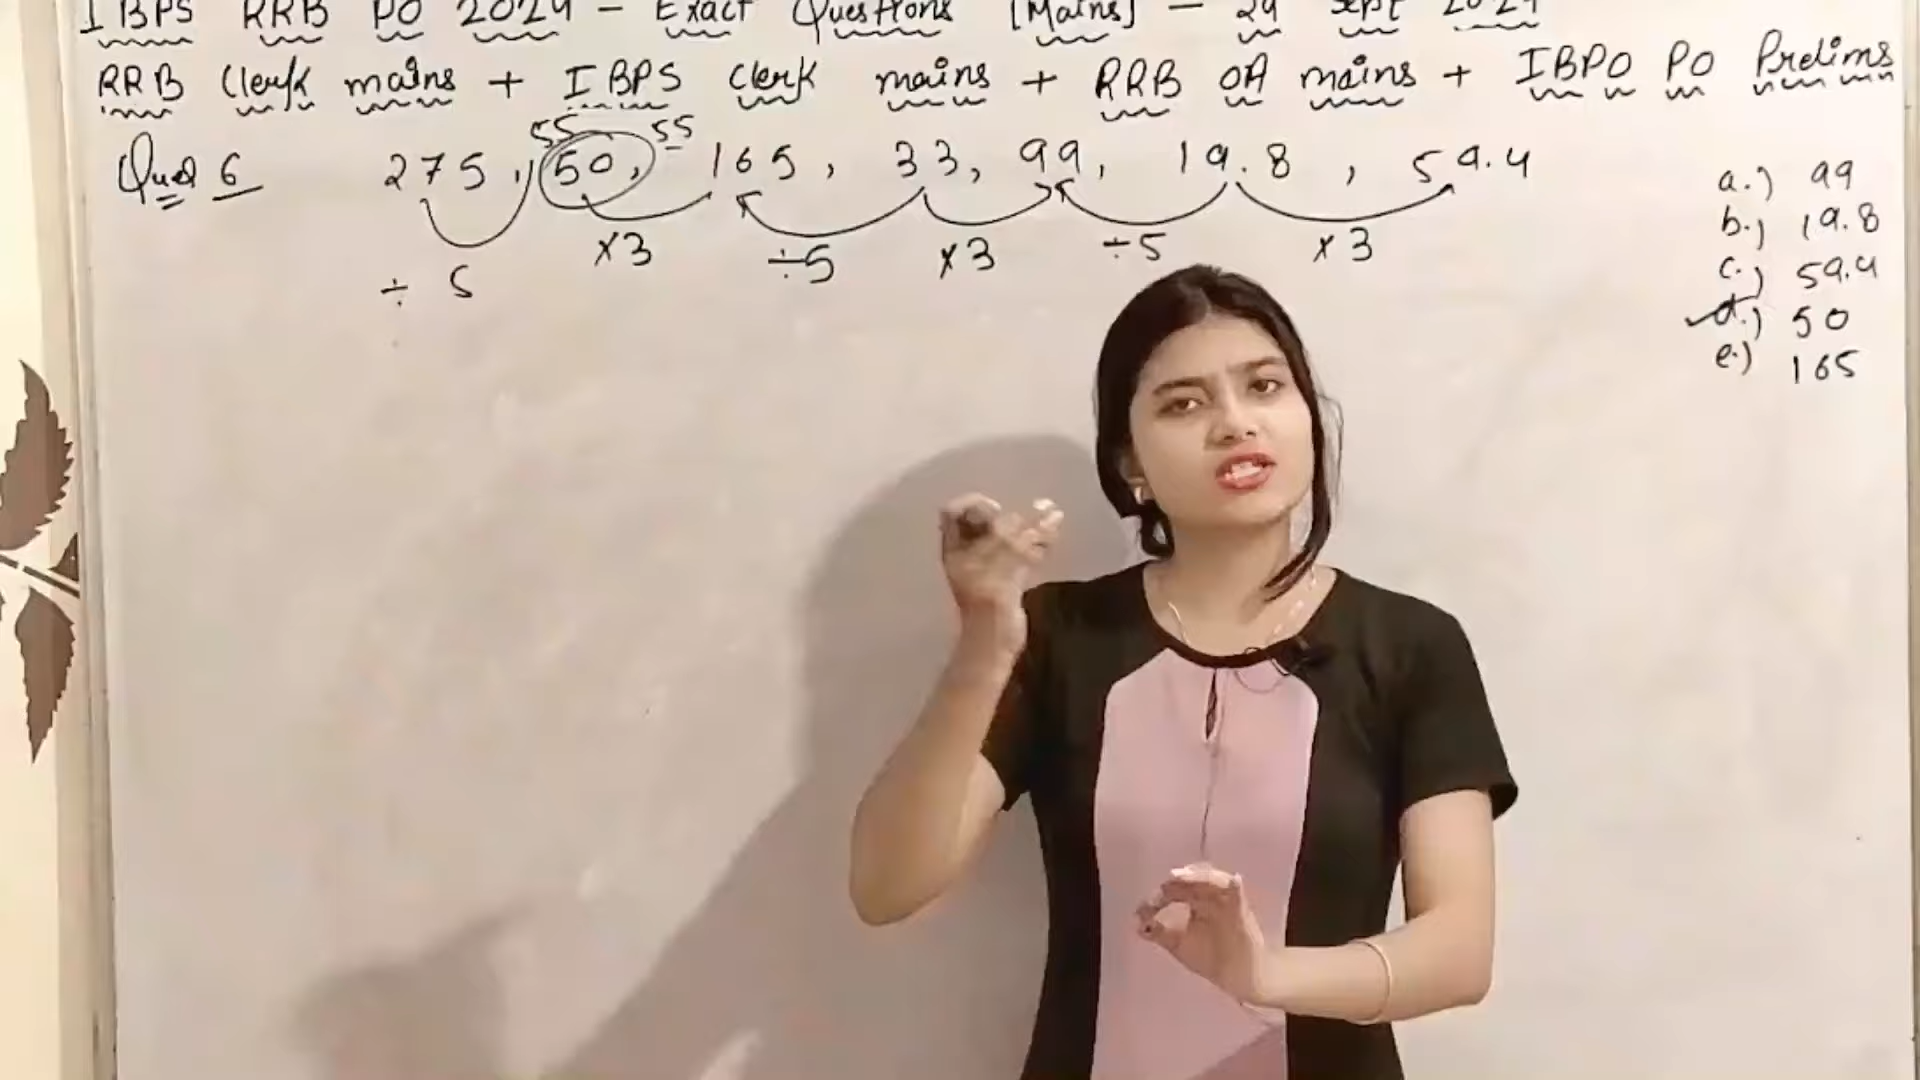 IBPS RRB PO 2024 - Exact Questions [Mains] - 29 Sept 2024
RRB Clerk mains + IBPS Clerk mains + RRB OA mains + IBPO PO Prelims
55 55
Ques 6 275, 50, 165, 33, 99, 19.8, 59.4
÷ 5 ×3 ÷5 ×3 ÷5 ×3
a.) 99
b.) 19.8
c.) 59.4
d.) 50
e.) 165